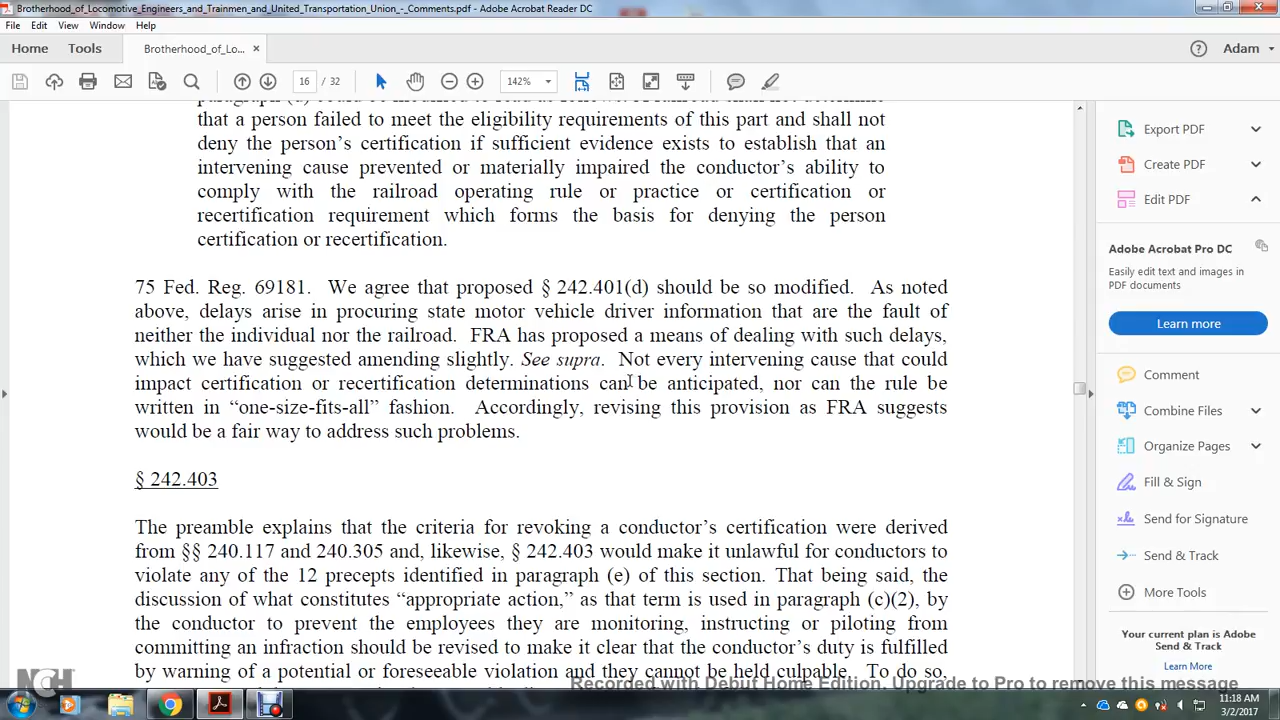 Brotherhood_of_Locomotive_Engineers_and_Trainmen_and_United_Transportation_Union_-_Comments.pdf - Adobe Acrobat Reader DC
File Edit View Window Help
Home Tools Brotherhood_of_Lo... × Adam
16 / 32 142%
that a person failed to meet the eligibility requirements of this part and shall not
deny the person's certification if sufficient evidence exists to establish that an
intervening cause prevented or materially impaired the conductor's ability to
comply with the railroad operating rule or practice or certification or
recertification requirement which forms the basis for denying the person
certification or recertification.
75 Fed. Reg. 69181. We agree that proposed § 242.401(d) should be so modified. As noted
above, delays arise in procuring state motor vehicle driver information that are the fault of
neither the individual nor the railroad. FRA has proposed a means of dealing with such delays,
which we have suggested amending slightly. See supra. Not every intervening cause that could
impact certification or recertification determinations can be anticipated, nor can the rule be
written in “one-size-fits-all” fashion. Accordingly, revising this provision as FRA suggests
would be a fair way to address such problems.
§ 242.403
The preamble explains that the criteria for revoking a conductor's certification were derived
from §§ 240.117 and 240.305 and, likewise, § 242.403 would make it unlawful for conductors to
violate any of the 12 precepts identified in paragraph (e) of this section. That being said, the
discussion of what constitutes “appropriate action,” as that term is used in paragraph (c)(2), by
the conductor to prevent the employees they are monitoring, instructing or piloting from
committing an infraction should be revised to make it clear that the conductor's duty is fulfilled
by warning of a potential or foreseeable violation and they cannot be held culpable. To do so,
Export PDF
Create PDF
Edit PDF
Adobe Acrobat Pro DC
Easily edit text and images in
PDF documents
Learn more
Comment
Combine Files
Organize Pages
Fill & Sign
Send for Signature
Send & Track
More Tools
Your current plan is Adobe
Send & Track
Learn More
NCH
Recorded with Debut Home Edition. Upgrade to Pro to remove this message
11:18 AM
3/2/2017